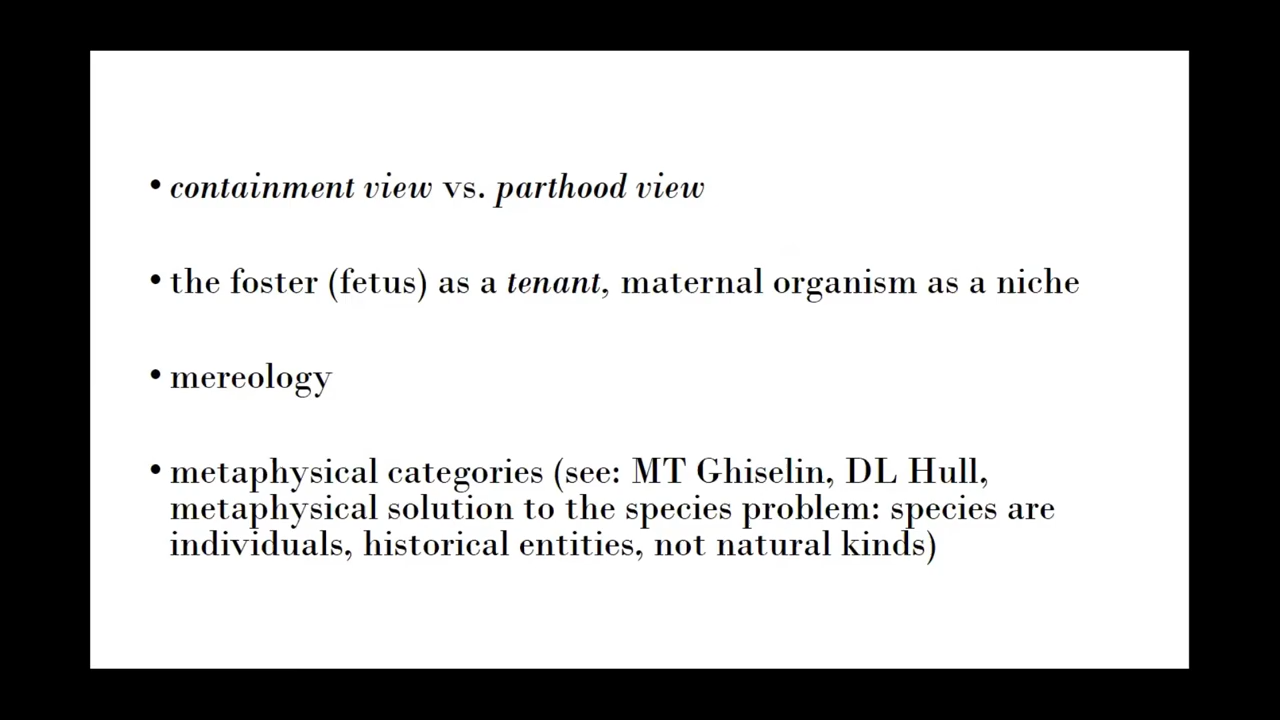 • containment view vs. parthood view
• the foster (fetus) as a tenant, maternal organism as a niche
• mereology
• metaphysical categories (see: MT Ghiselin, DL Hull,
metaphysical solution to the species problem: species are
individuals, historical entities, not natural kinds)